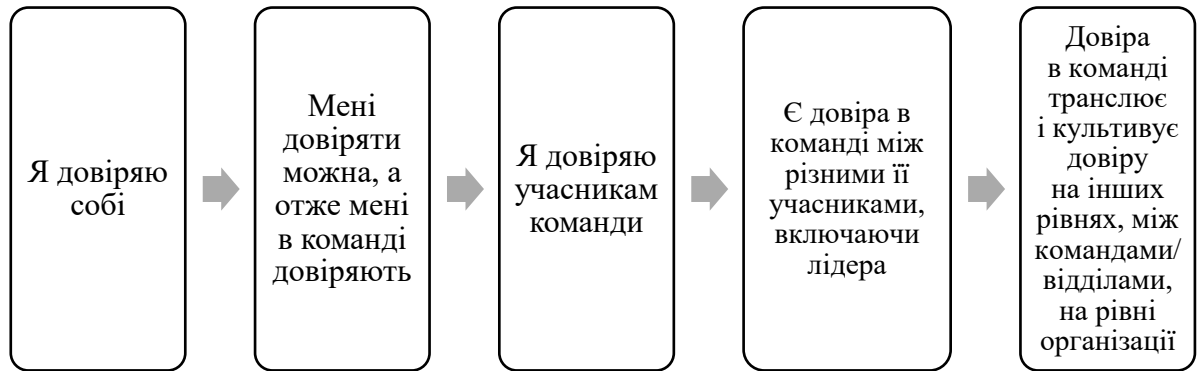 Я довіряю
собі
Мені
довіряти
можна, а
отже мені
в команді
довіряють
Я довіряю
учасникам
команди
Є довіра в
команді між
різними її
учасниками,
включаючи
лідера
Довіра
в команді
транслює
і культивує
довіру
на інших
рівнях, між
командами/
відділами,
на рівні
організації